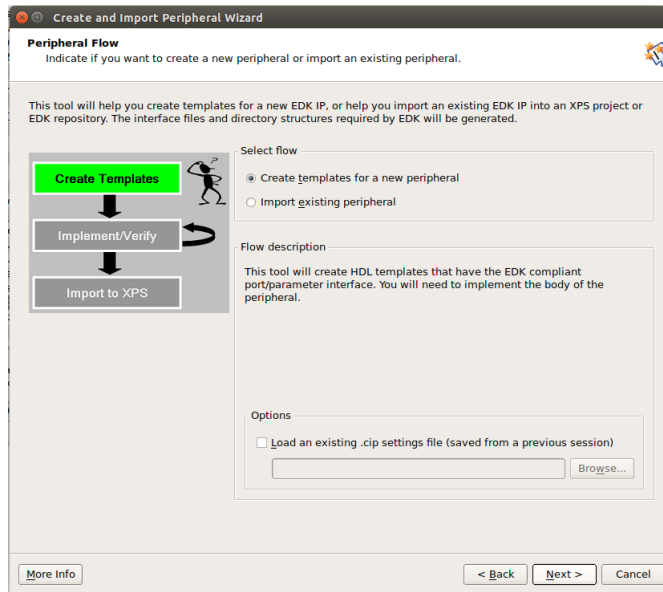 Create and Import Peripheral Wizard
Peripheral Flow
Indicate if you want to create a new peripheral or import an existing peripheral.
This tool will help you create templates for a new EDK IP, or help you import an existing EDK IP into an XPS project or
EDK repository. The interface files and directory structures required by EDK will be generated.
Create Templates
?
Implement/Verify
Import to XPS
Select flow
Create templates for a new peripheral
Import existing peripheral
Flow description
This tool will create HDL templates that have the EDK compliant
port/parameter interface. You will need to implement the body of the
peripheral.
Options
Load an existing .cip settings file (saved from a previous session)
Browse...
More Info
< Back
Next >
Cancel